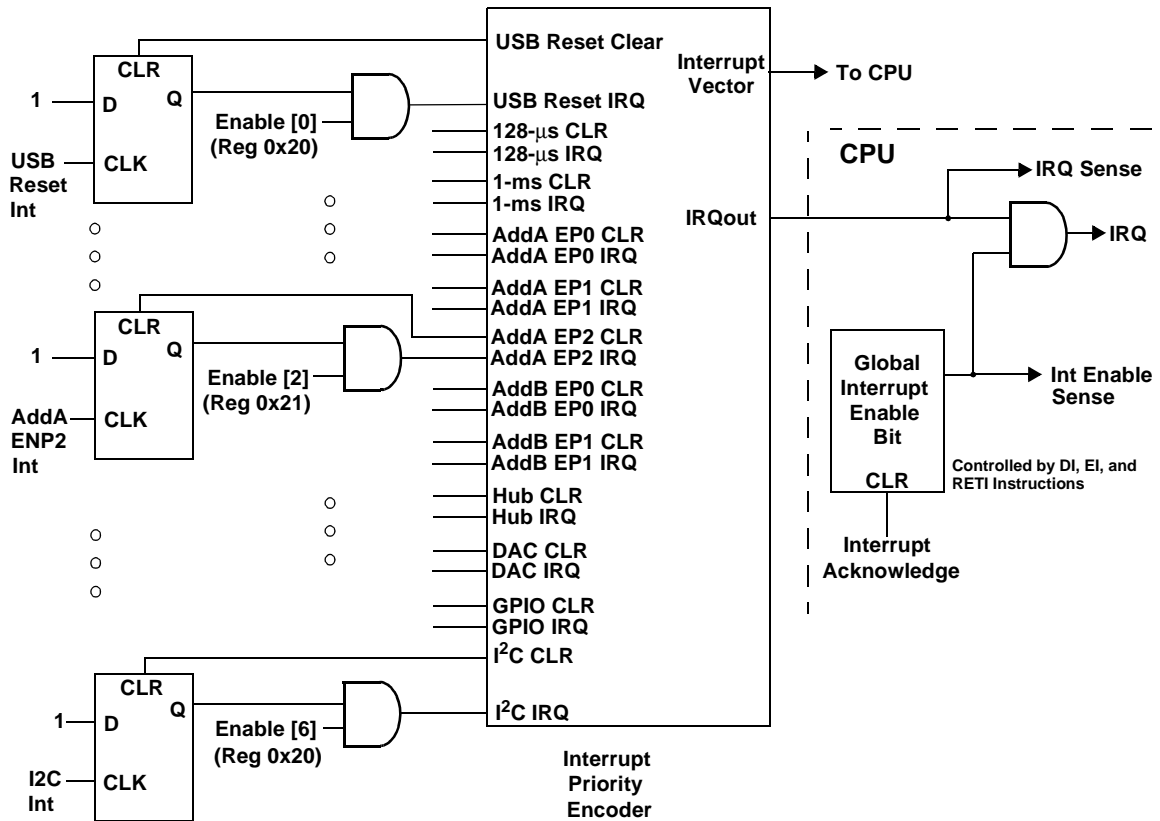 CLR
1
D
Q
CLK
USB
Reset
Int
Enable [0]
(Reg 0x20)
CLR
1
D
Q
CLK
AddA
ENP2
Int
Enable [2]
(Reg 0x21)
CLR
1
D
Q
CLK
I2C
Int
Enable [6]
(Reg 0x20)
USB Reset Clear
USB Reset IRQ
128-μs CLR
128-μs IRQ
1-ms CLR
1-ms IRQ
AddA EP0 CLR
AddA EP0 IRQ
AddA EP1 CLR
AddA EP1 IRQ
AddA EP2 CLR
AddA EP2 IRQ
AddB EP0 CLR
AddB EP0 IRQ
AddB EP1 CLR
AddB EP1 IRQ
Hub CLR
Hub IRQ
DAC CLR
DAC IRQ
GPIO CLR
GPIO IRQ
I²C CLR
I²C IRQ
Interrupt
Vector
IRQout
Interrupt
Priority
Encoder
To CPU
CPU
IRQ Sense
IRQ
Global
Interrupt
Enable
Bit
CLR
Int Enable
Sense
Controlled by DI, EI, and
RETI Instructions
Interrupt
Acknowledge